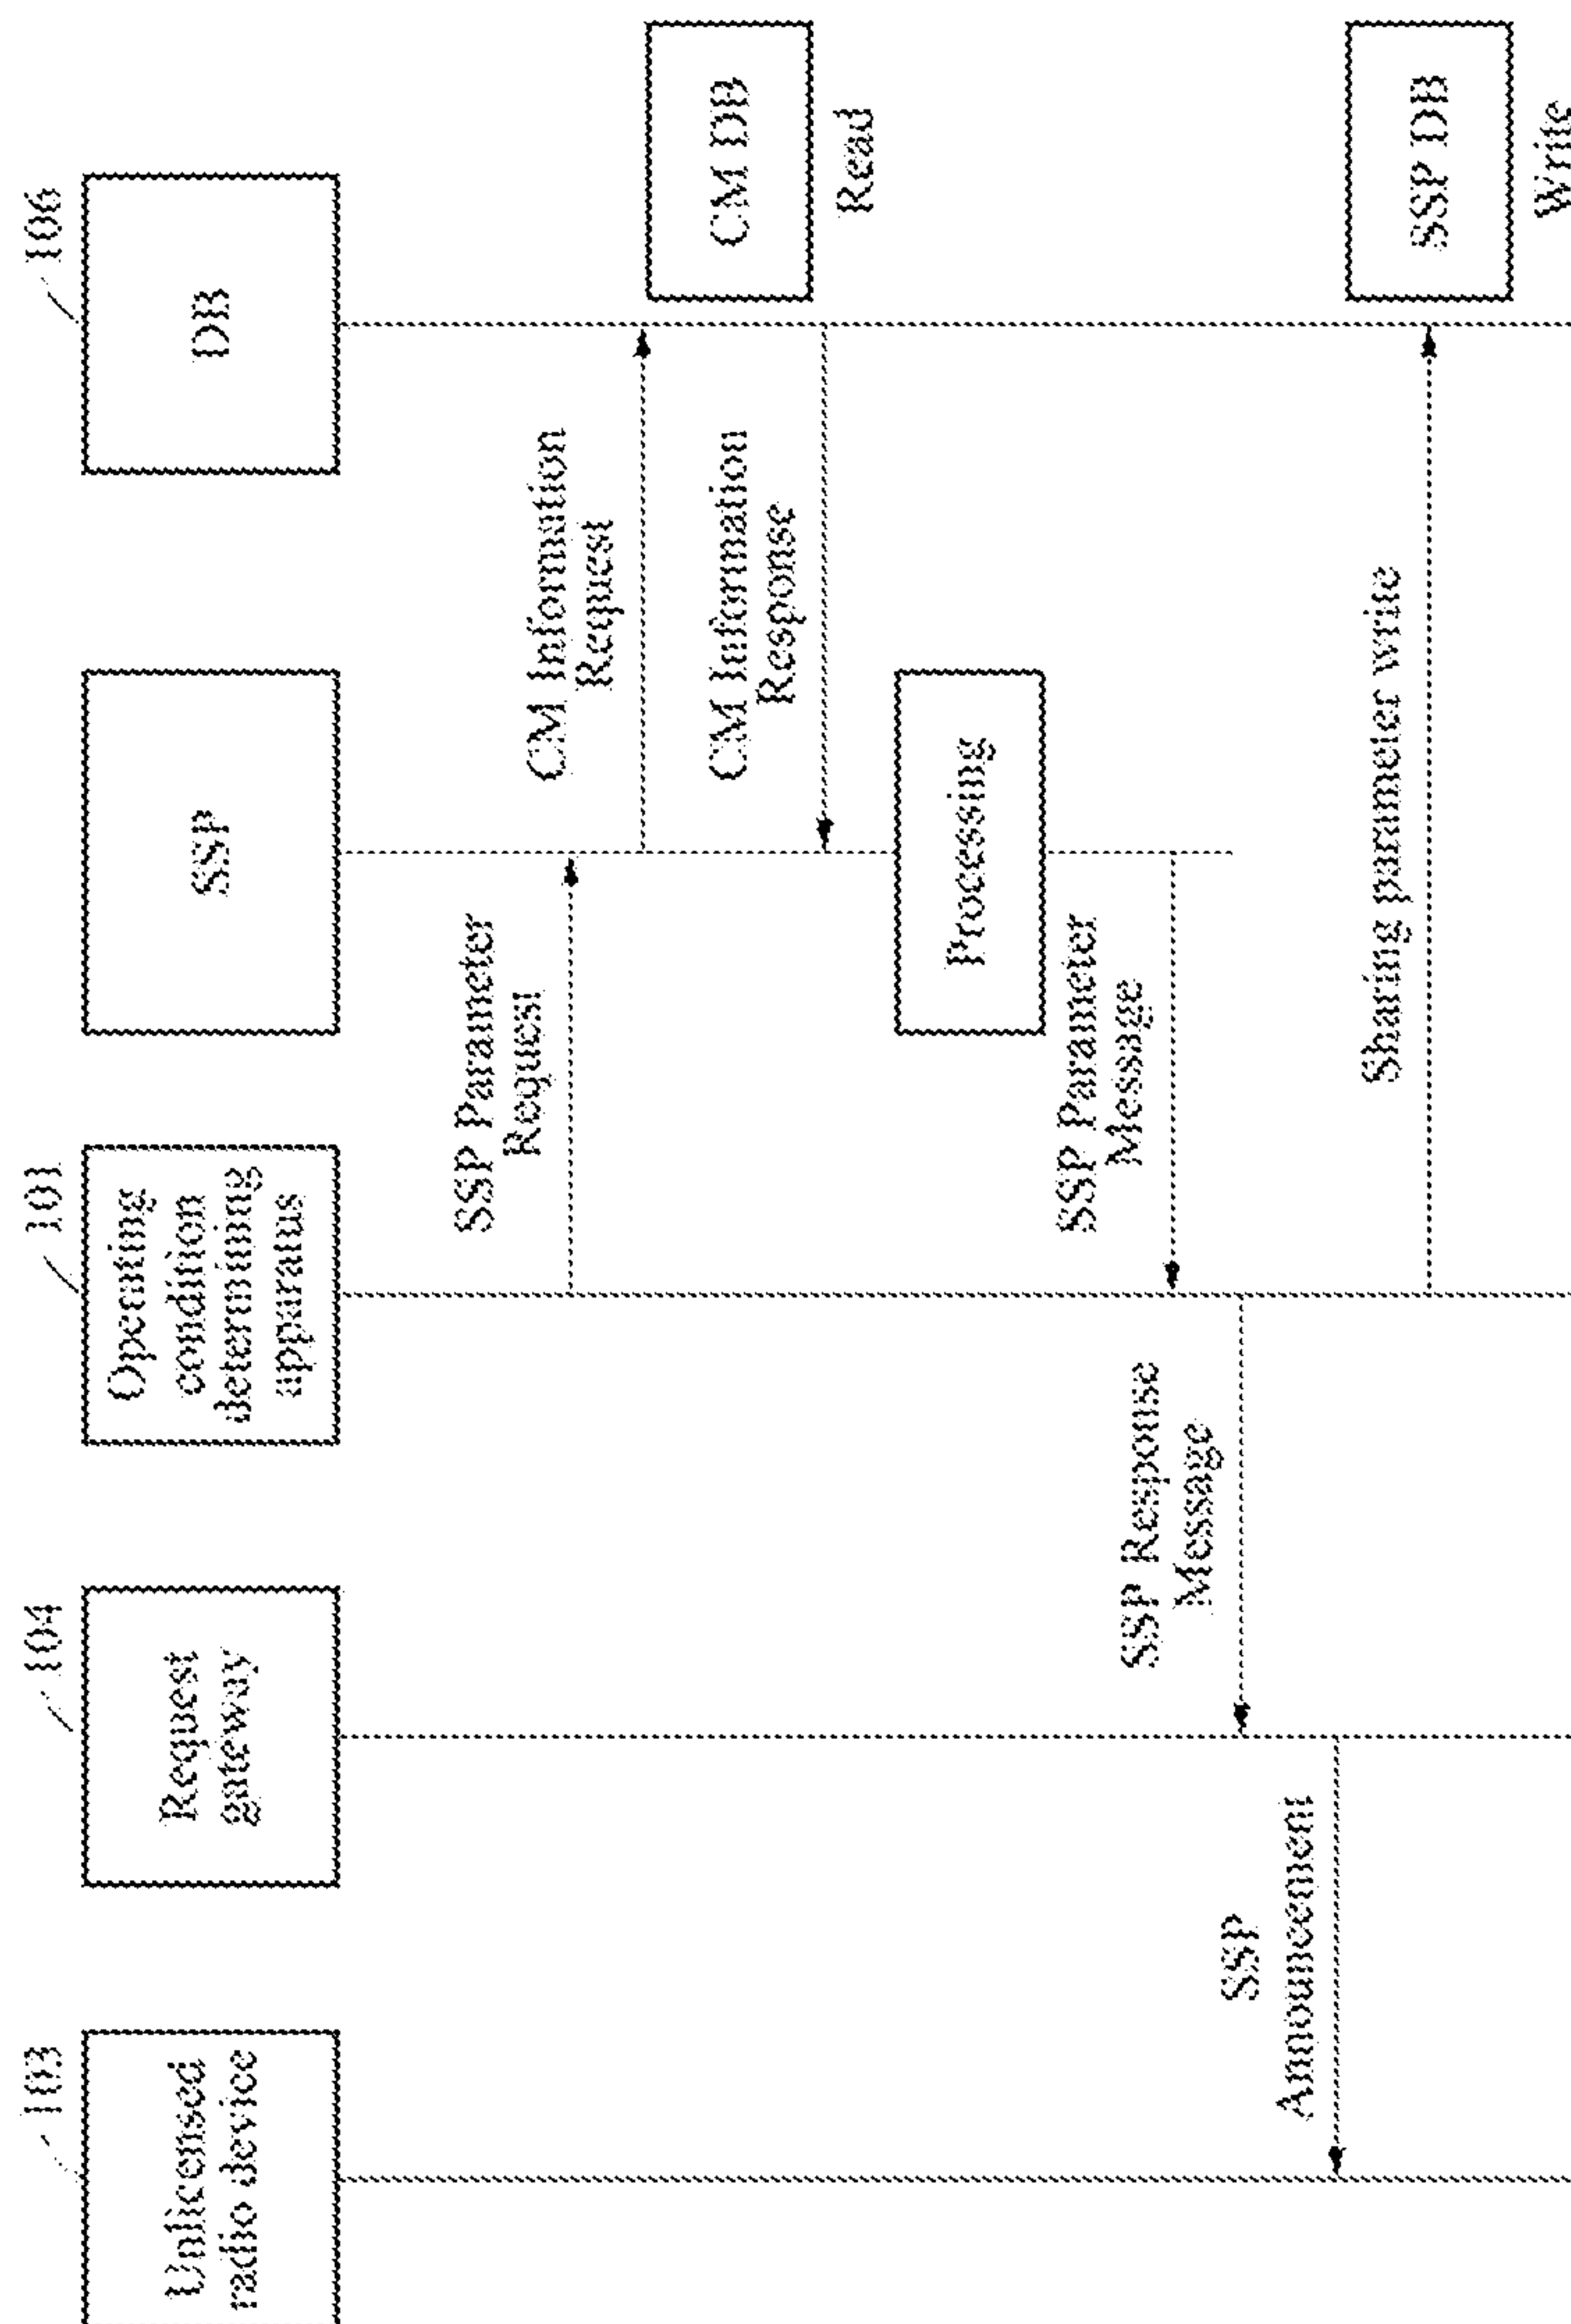 103
Unlicensed
radio device
104
Request
gateway
101
Operating
condition
determining
apparatus
SSP
106
DB
SSP Parameter
Request
CM Information
Request
CM DB
Read
CM Information
Response
Processing
SSP Parameter
Message
SSP Response
Message
SSP
Announcement
Sharing parameter write
SSP DB
Write